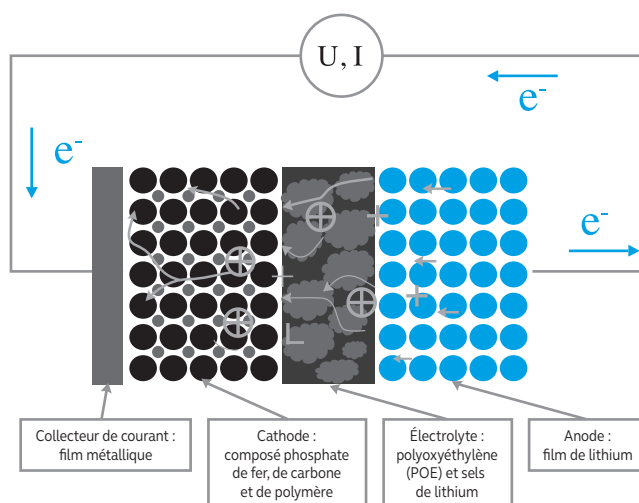 U, I
e-
e-
e-
Collecteur de courant :
film métallique
Cathode :
composé phosphate
de fer, de carbone
et de polymère
Électrolyte :
polyoxyéthylène
(POE) et sels
de lithium
Anode :
film de lithium